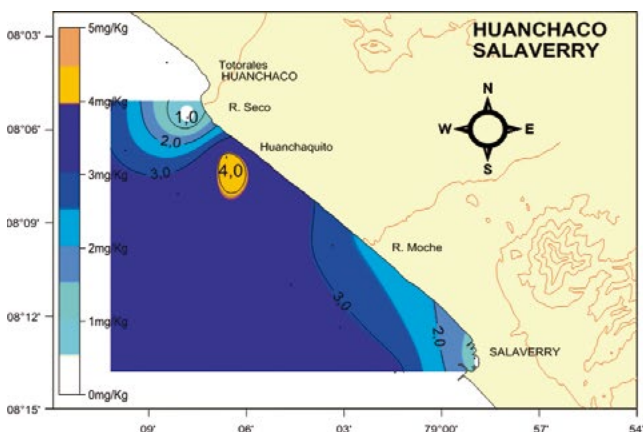 HUANCHACO
SALAVERRY
N
W E
S
5mg/Kg
4mg/Kg
3mg/Kg
2mg/Kg
1mg/Kg
0mg/Kg
08°03'
08°06'
08°09'
08°12'
08°15'
Totorales
HUANCHACO
R. Seco
Huanchaquito
R. Moche
SALAVERRY
1,0
2,0
3,0
4,0
3,0
2,0
09' 06' 03' 79°00' 57' 54